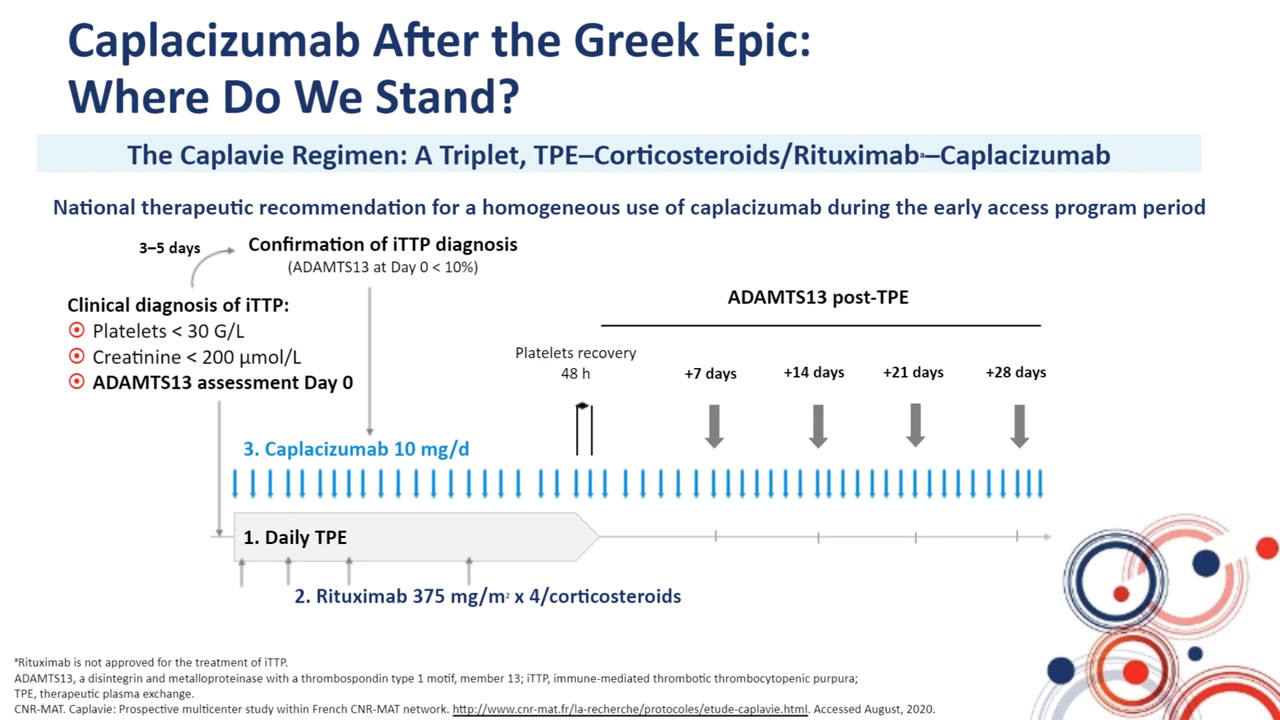 Caplacizumab After the Greek Epic:
Where Do We Stand?
The Caplavie Regimen: A Triplet, TPE–Corticosteroids/Rituximabᵃ–Caplacizumab
National therapeutic recommendation for a homogeneous use of caplacizumab during the early access program period
3–5 days
Confirmation of iTTP diagnosis
(ADAMTS13 at Day 0 < 10%)
Clinical diagnosis of iTTP:
Platelets < 30 G/L
Creatinine < 200 µmol/L
ADAMTS13 assessment Day 0
ADAMTS13 post-TPE
Platelets recovery
48 h
+7 days
+14 days
+21 days
+28 days
3. Caplacizumab 10 mg/d
1. Daily TPE
2. Rituximab 375 mg/m² x 4/corticosteroids
ᵃRituximab is not approved for the treatment of iTTP.
ADAMTS13, a disintegrin and metalloproteinase with a thrombospondin type 1 motif, member 13; iTTP, immune-mediated thrombotic thrombocytopenic purpura;
TPE, therapeutic plasma exchange.
CNR-MAT. Caplavie: Prospective multicenter study within French CNR-MAT network. http://www.cnr-mat.fr/la-recherche/protocoles/etude-caplavie.html. Accessed August, 2020.